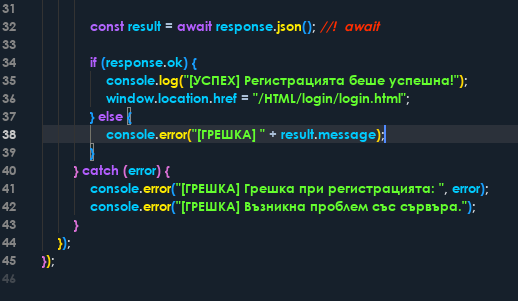 31
32 const result = await response.json(); //! await
33
34 if (response.ok) {
35 console.log("[УСПЕХ] Регистрацията беше успешна!");
36 window.location.href = "/HTML/login/login.html";
37 } else {
38 console.error("[ГРЕШКА] " + result.message);
39 }
40 } catch (error) {
41 console.error("[ГРЕШКА] Грешка при регистрацията: ", error);
42 console.error("[ГРЕШКА] Възникна проблем със сървъра.");
43 }
44 });
45 });
46